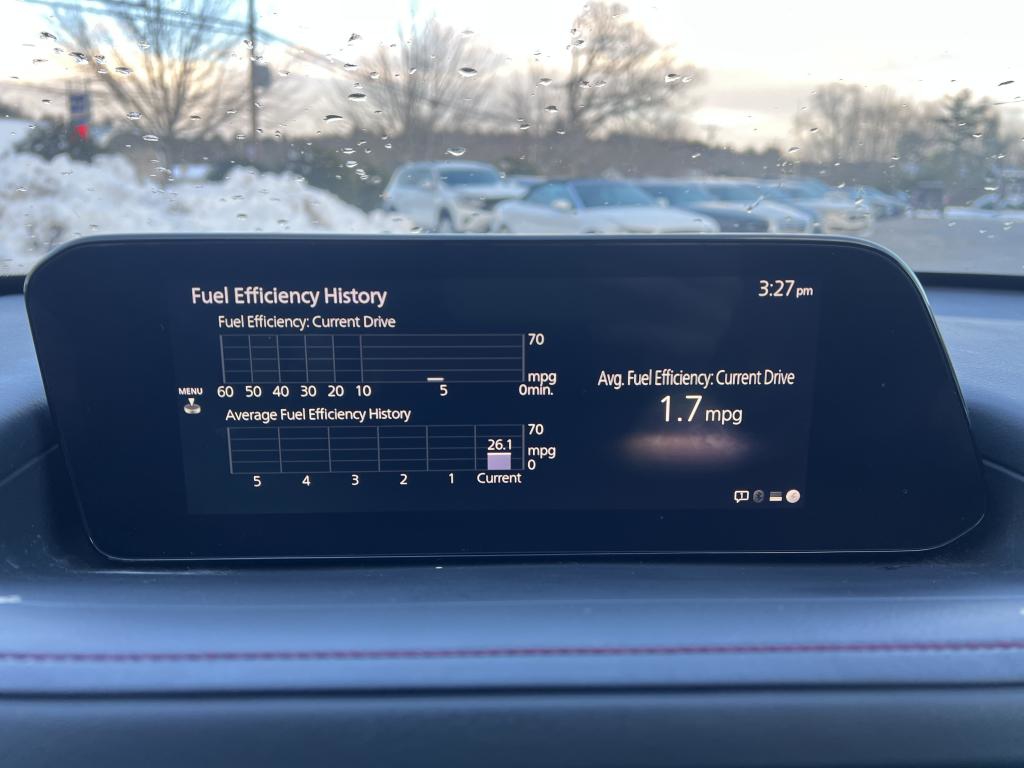 Fuel Efficiency History
3:27 pm
Fuel Efficiency: Current Drive
70
mpg
60 50 40 30 20 10 5 0min.
MENU
Avg. Fuel Efficiency: Current Drive
1.7 mpg
Average Fuel Efficiency History
70
26.1
mpg
0
5 4 3 2 1 Current